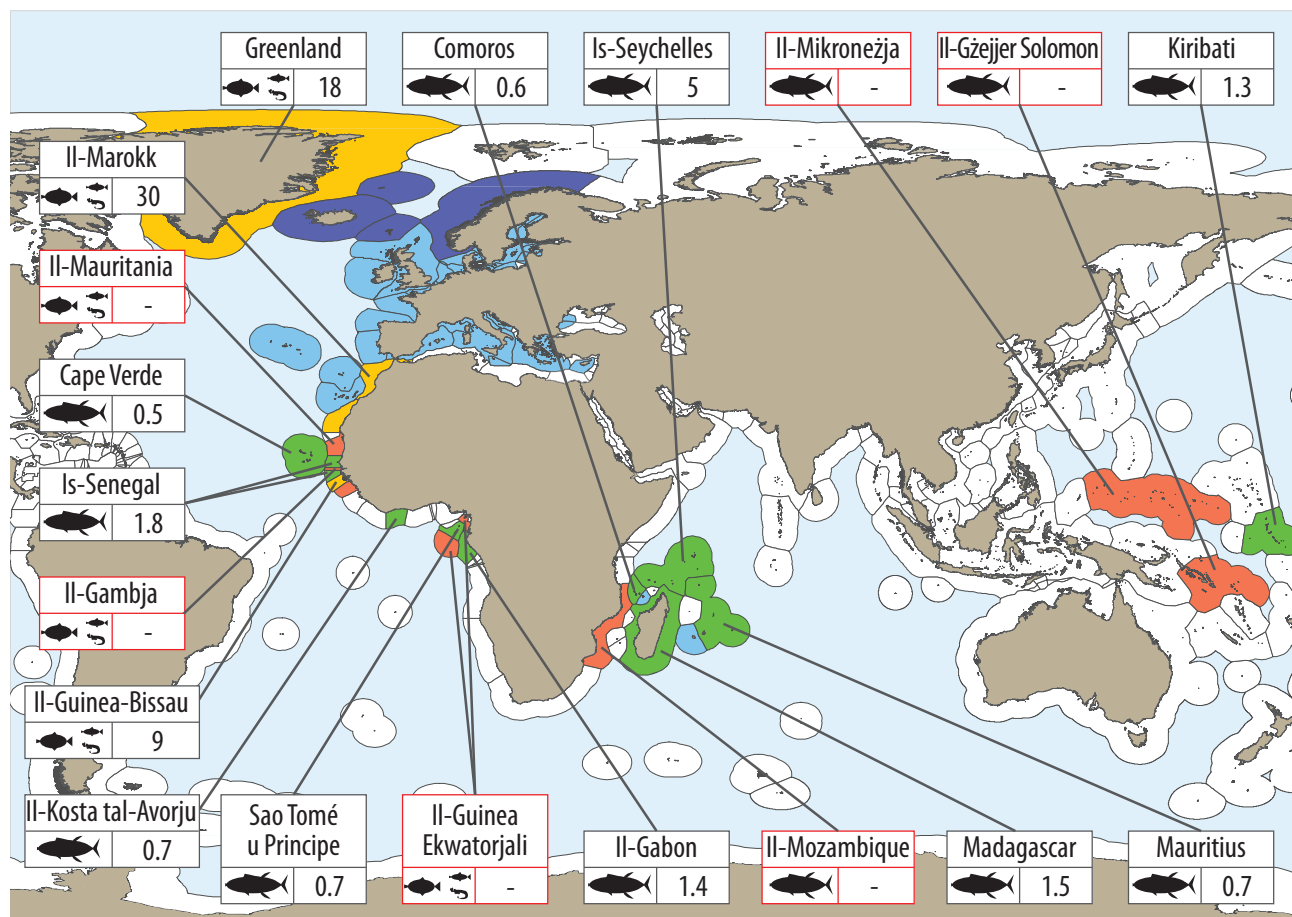 Greenland
18
Comoros
0.6
Is-Seychelles
5
Il-Mikroneżja
-
Il-Gżejjer Solomon
-
Kiribati
1.3
Il-Marokk
30
Il-Mauritania
-
Cape Verde
0.5
Is-Senegal
1.8
Il-Gambja
-
Il-Guinea-Bissau
9
Il-Kosta tal-Avorju
0.7
Sao Tomé
u Principe
0.7
Il-Guinea
Ekwatorjali
-
Il-Gabon
1.4
Il-Mozambique
-
Madagascar
1.5
Mauritius
0.7